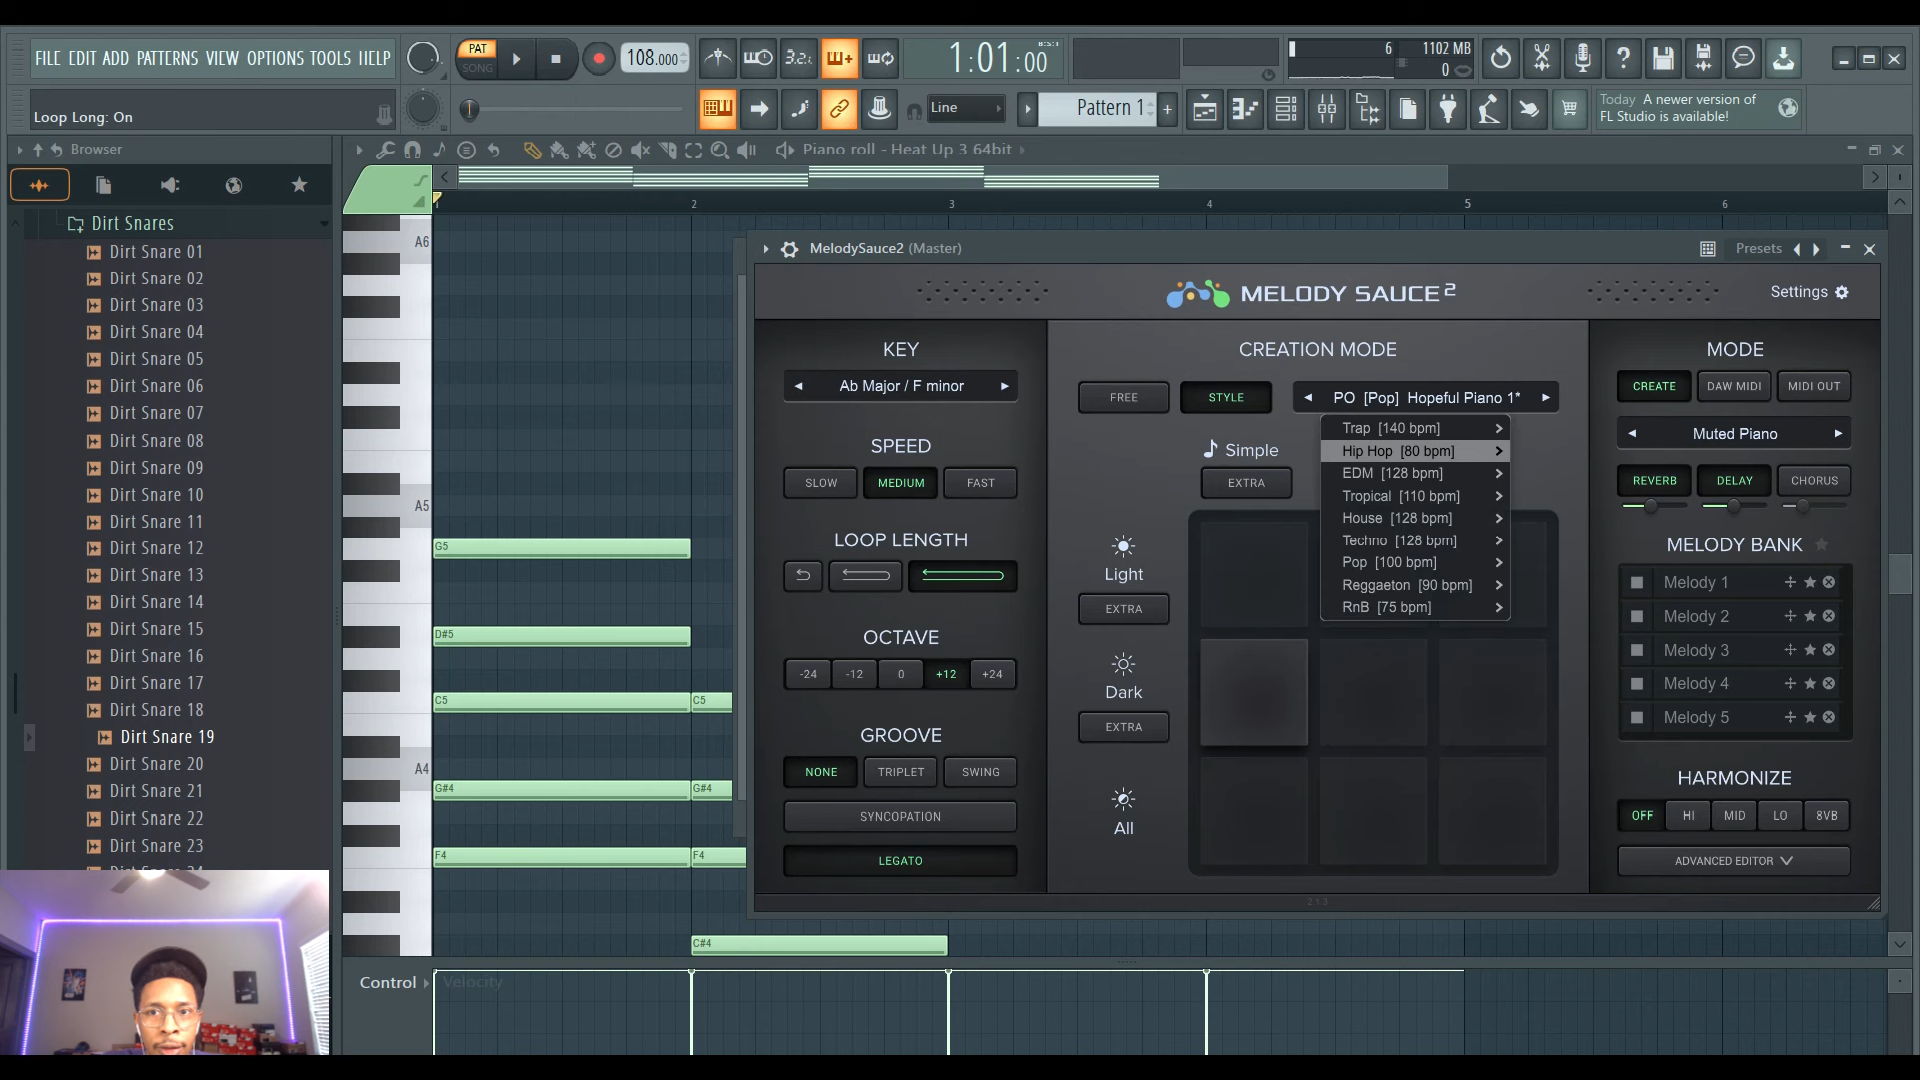 FILE EDIT ADD PATTERNS VIEW OPTIONS TOOLS HELP
PAT
SONG
108.000
3.2.
1:01:00
B:S:T
6
1102 MB
0
Loop Long: On
Line
Pattern 1
Today A newer version of
FL Studio is available!
Browser
Piano roll - Heat Up 3 64bit
1
2
3
4
5
6
Dirt Snares
Dirt Snare 01
Dirt Snare 02
Dirt Snare 03
Dirt Snare 04
Dirt Snare 05
Dirt Snare 06
Dirt Snare 07
Dirt Snare 08
Dirt Snare 09
Dirt Snare 10
Dirt Snare 11
Dirt Snare 12
Dirt Snare 13
Dirt Snare 14
Dirt Snare 15
Dirt Snare 16
Dirt Snare 17
Dirt Snare 18
Dirt Snare 19
Dirt Snare 20
Dirt Snare 21
Dirt Snare 22
Dirt Snare 23
A6
A5
A4
G5
D#5
C5
C5
G#4
G#4
F4
F4
C#4
Control
Velocity
MelodySauce2 (Master)
Presets
MELODY SAUCE2
Settings
KEY
Ab Major / F minor
SPEED
SLOW
MEDIUM
FAST
LOOP LENGTH
OCTAVE
-24
-12
0
+12
+24
GROOVE
NONE
TRIPLET
SWING
SYNCOPATION
LEGATO
CREATION MODE
FREE
STYLE
PO [Pop] Hopeful Piano 1*
Trap [140 bpm]
Hip Hop [80 bpm]
EDM [128 bpm]
Tropical [110 bpm]
House [128 bpm]
Techno [128 bpm]
Pop [100 bpm]
Reggaeton [90 bpm]
RnB [75 bpm]
Simple
EXTRA
Light
EXTRA
Dark
EXTRA
All
2.1.3
MODE
CREATE
DAW MIDI
MIDI OUT
Muted Piano
REVERB
DELAY
CHORUS
MELODY BANK
Melody 1
Melody 2
Melody 3
Melody 4
Melody 5
HARMONIZE
OFF
HI
MID
LO
8VB
ADVANCED EDITOR